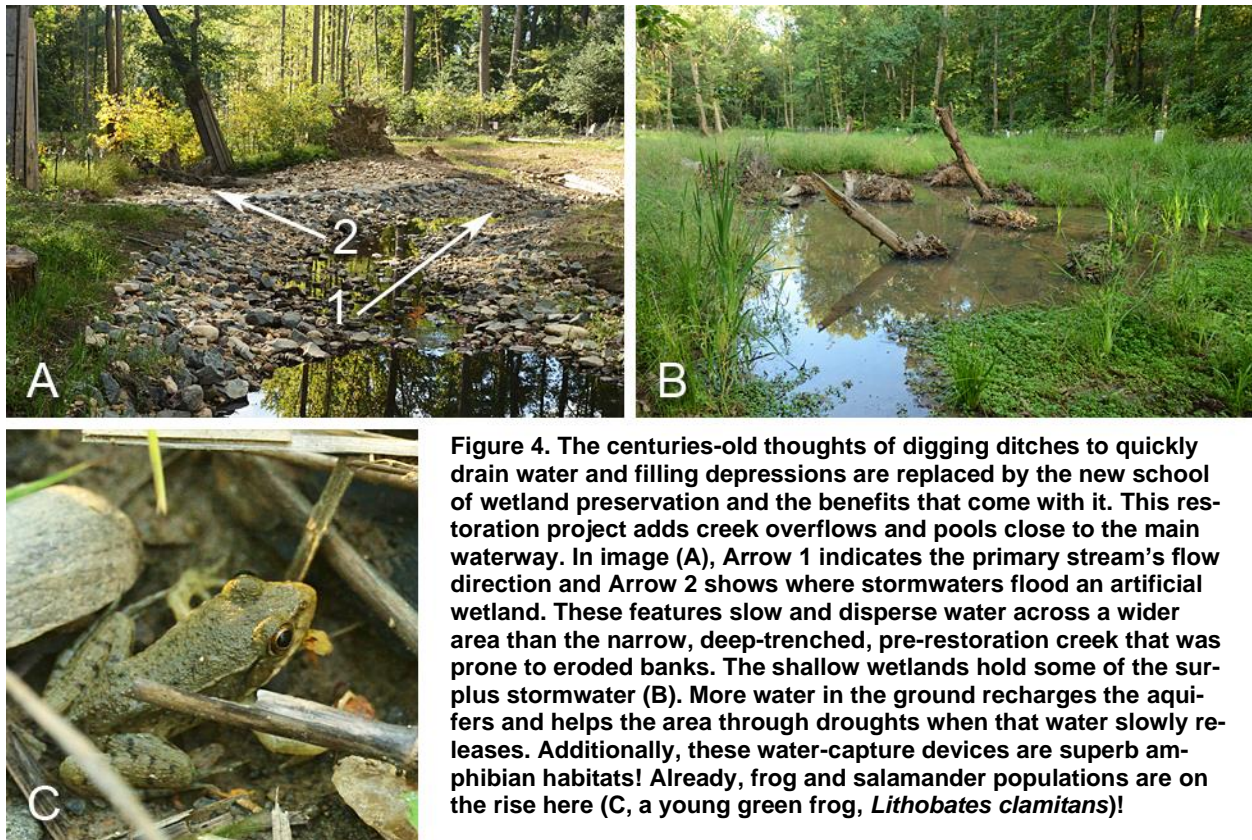 2
1
A
B
C
Figure 4. The centuries-old thoughts of digging ditches to quickly
drain water and filling depressions are replaced by the new school
of wetland preservation and the benefits that come with it. This res-
toration project adds creek overflows and pools close to the main
waterway. In image (A), Arrow 1 indicates the primary stream's flow
direction and Arrow 2 shows where stormwaters flood an artificial
wetland. These features slow and disperse water across a wider
area than the narrow, deep-trenched, pre-restoration creek that was
prone to eroded banks. The shallow wetlands hold some of the sur-
plus stormwater (B). More water in the ground recharges the aqui-
fers and helps the area through droughts when that water slowly re-
leases. Additionally, these water-capture devices are superb am-
phibian habitats! Already, frog and salamander populations are on
the rise here (C, a young green frog, Lithobates clamitans)!